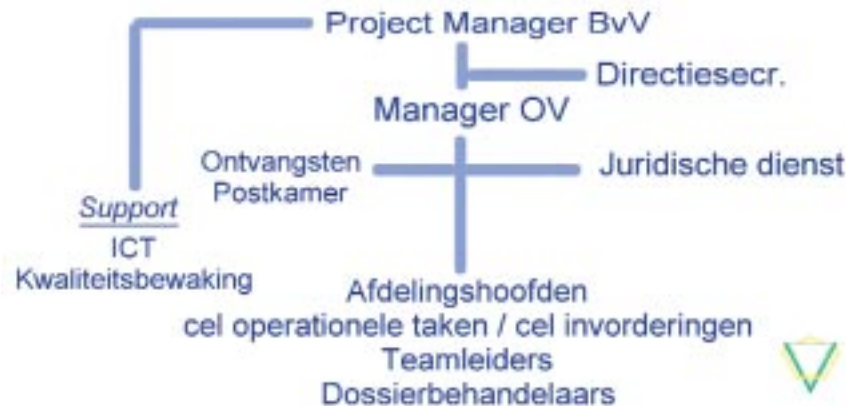 Project Manager BvV
Directiesecr.
Manager OV
Ontvangsten
Postkamer
Juridische dienst
Support
ICT
Kwaliteitsbewaking
Afdelingshoofden
cel operationele taken / cel invorderingen
Teamleiders
Dossierbehandelaars